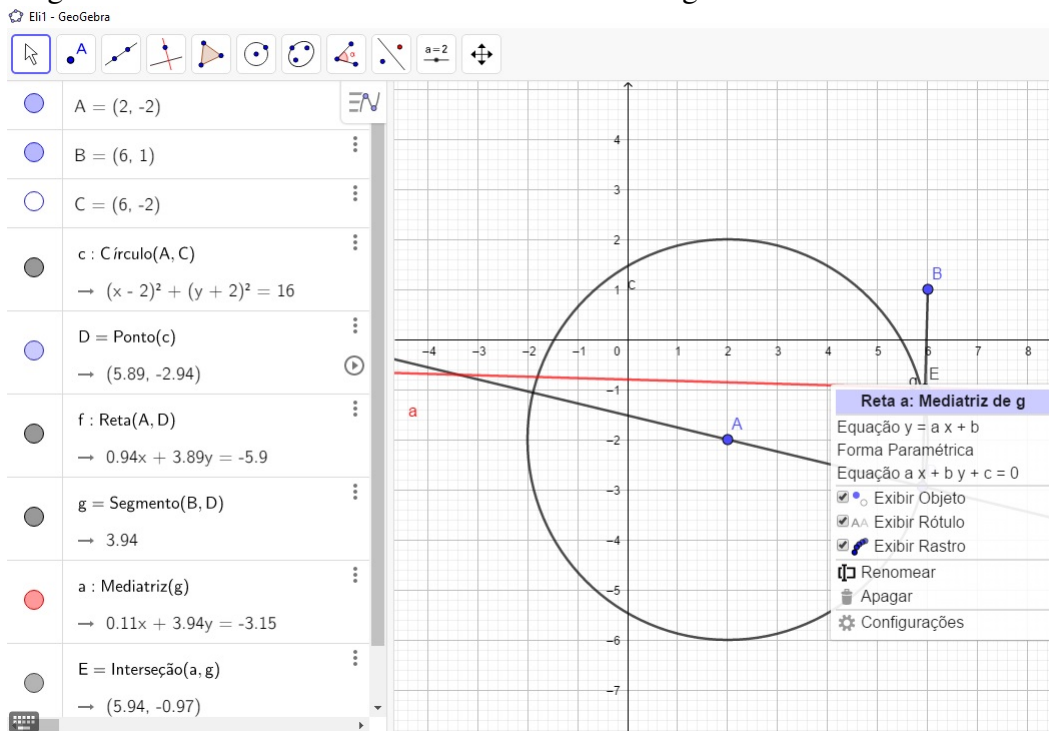 Eli1 - GeoGebra
A
a=2
A = (2, -2)
B = (6, 1)
C = (6, -2)
c : Círculo(A, C)
→ (x - 2)² + (y + 2)² = 16
D = Ponto(c)
→ (5.89, -2.94)
f : Reta(A, D)
→ 0.94x + 3.89y = -5.9
g = Segmento(B, D)
→ 3.94
a : Mediatriz(g)
→ 0.11x + 3.94y = -3.15
E = Interseção(a, g)
→ (5.94, -0.97)
4
3
2
1
c
B
-4 -3 -2 -1 0 1 2 3 4 5 6 7 8
E
-1
a
A
-2
-3
-4
-5
-6
-7
Reta a: Mediatriz de g
Equação y = a x + b
Forma Paramétrica
Equação a x + b y + c = 0
Exibir Objeto
AA Exibir Rótulo
Exibir Rastro
Renomear
Apagar
Configurações